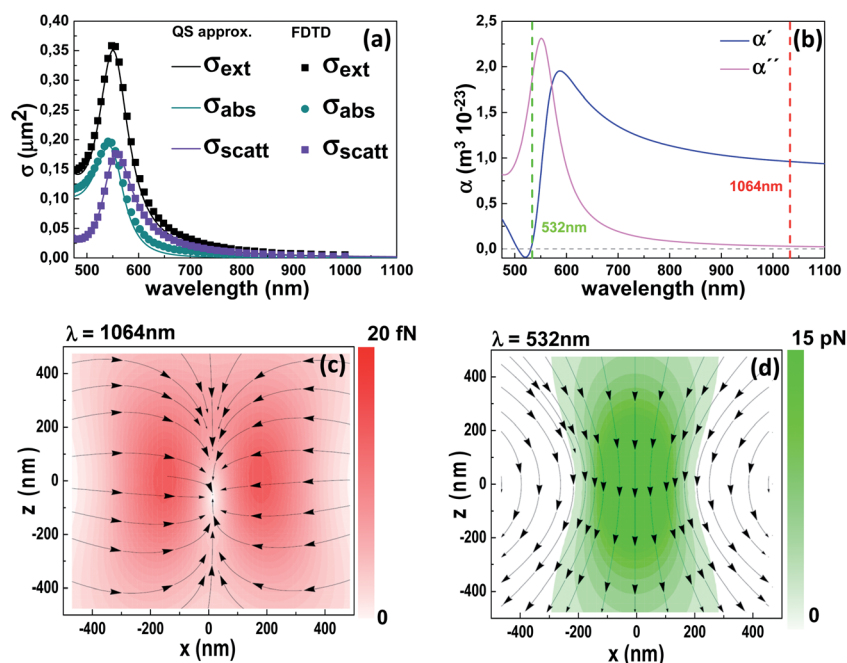 QS approx. FDTD (a)
σext σext
σabs σabs
σscatt σscatt
0,40
0,35
0,30
0,25
0,20
0,15
0,10
0,05
0,00
σ (μm²)
500 600 700 800 900 1000 1100
wavelength (nm)
(b)
α´
α´´
2,5
2,0
1,5
1,0
0,5
0,0
α (m³ 10⁻²³)
532nm
1064nm
500 600 700 800 900 1000 1100
wavelength (nm)
λ = 1064nm
20 fN
(c)
400
200
0
-200
-400
z (nm)
0
-400 -200 0 200 400
x (nm)
λ = 532nm
15 pN
(d)
400
200
0
-200
-400
z (nm)
0
-400 -200 0 200 400
x (nm)